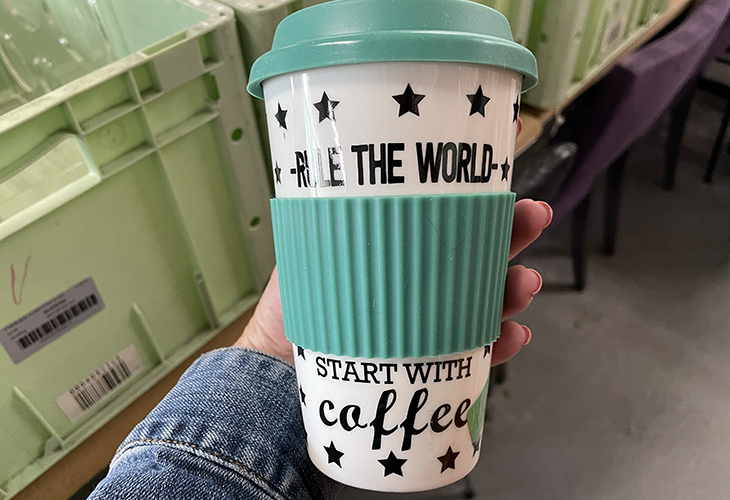 -RULE THE WORLD-
START WITH
coffee